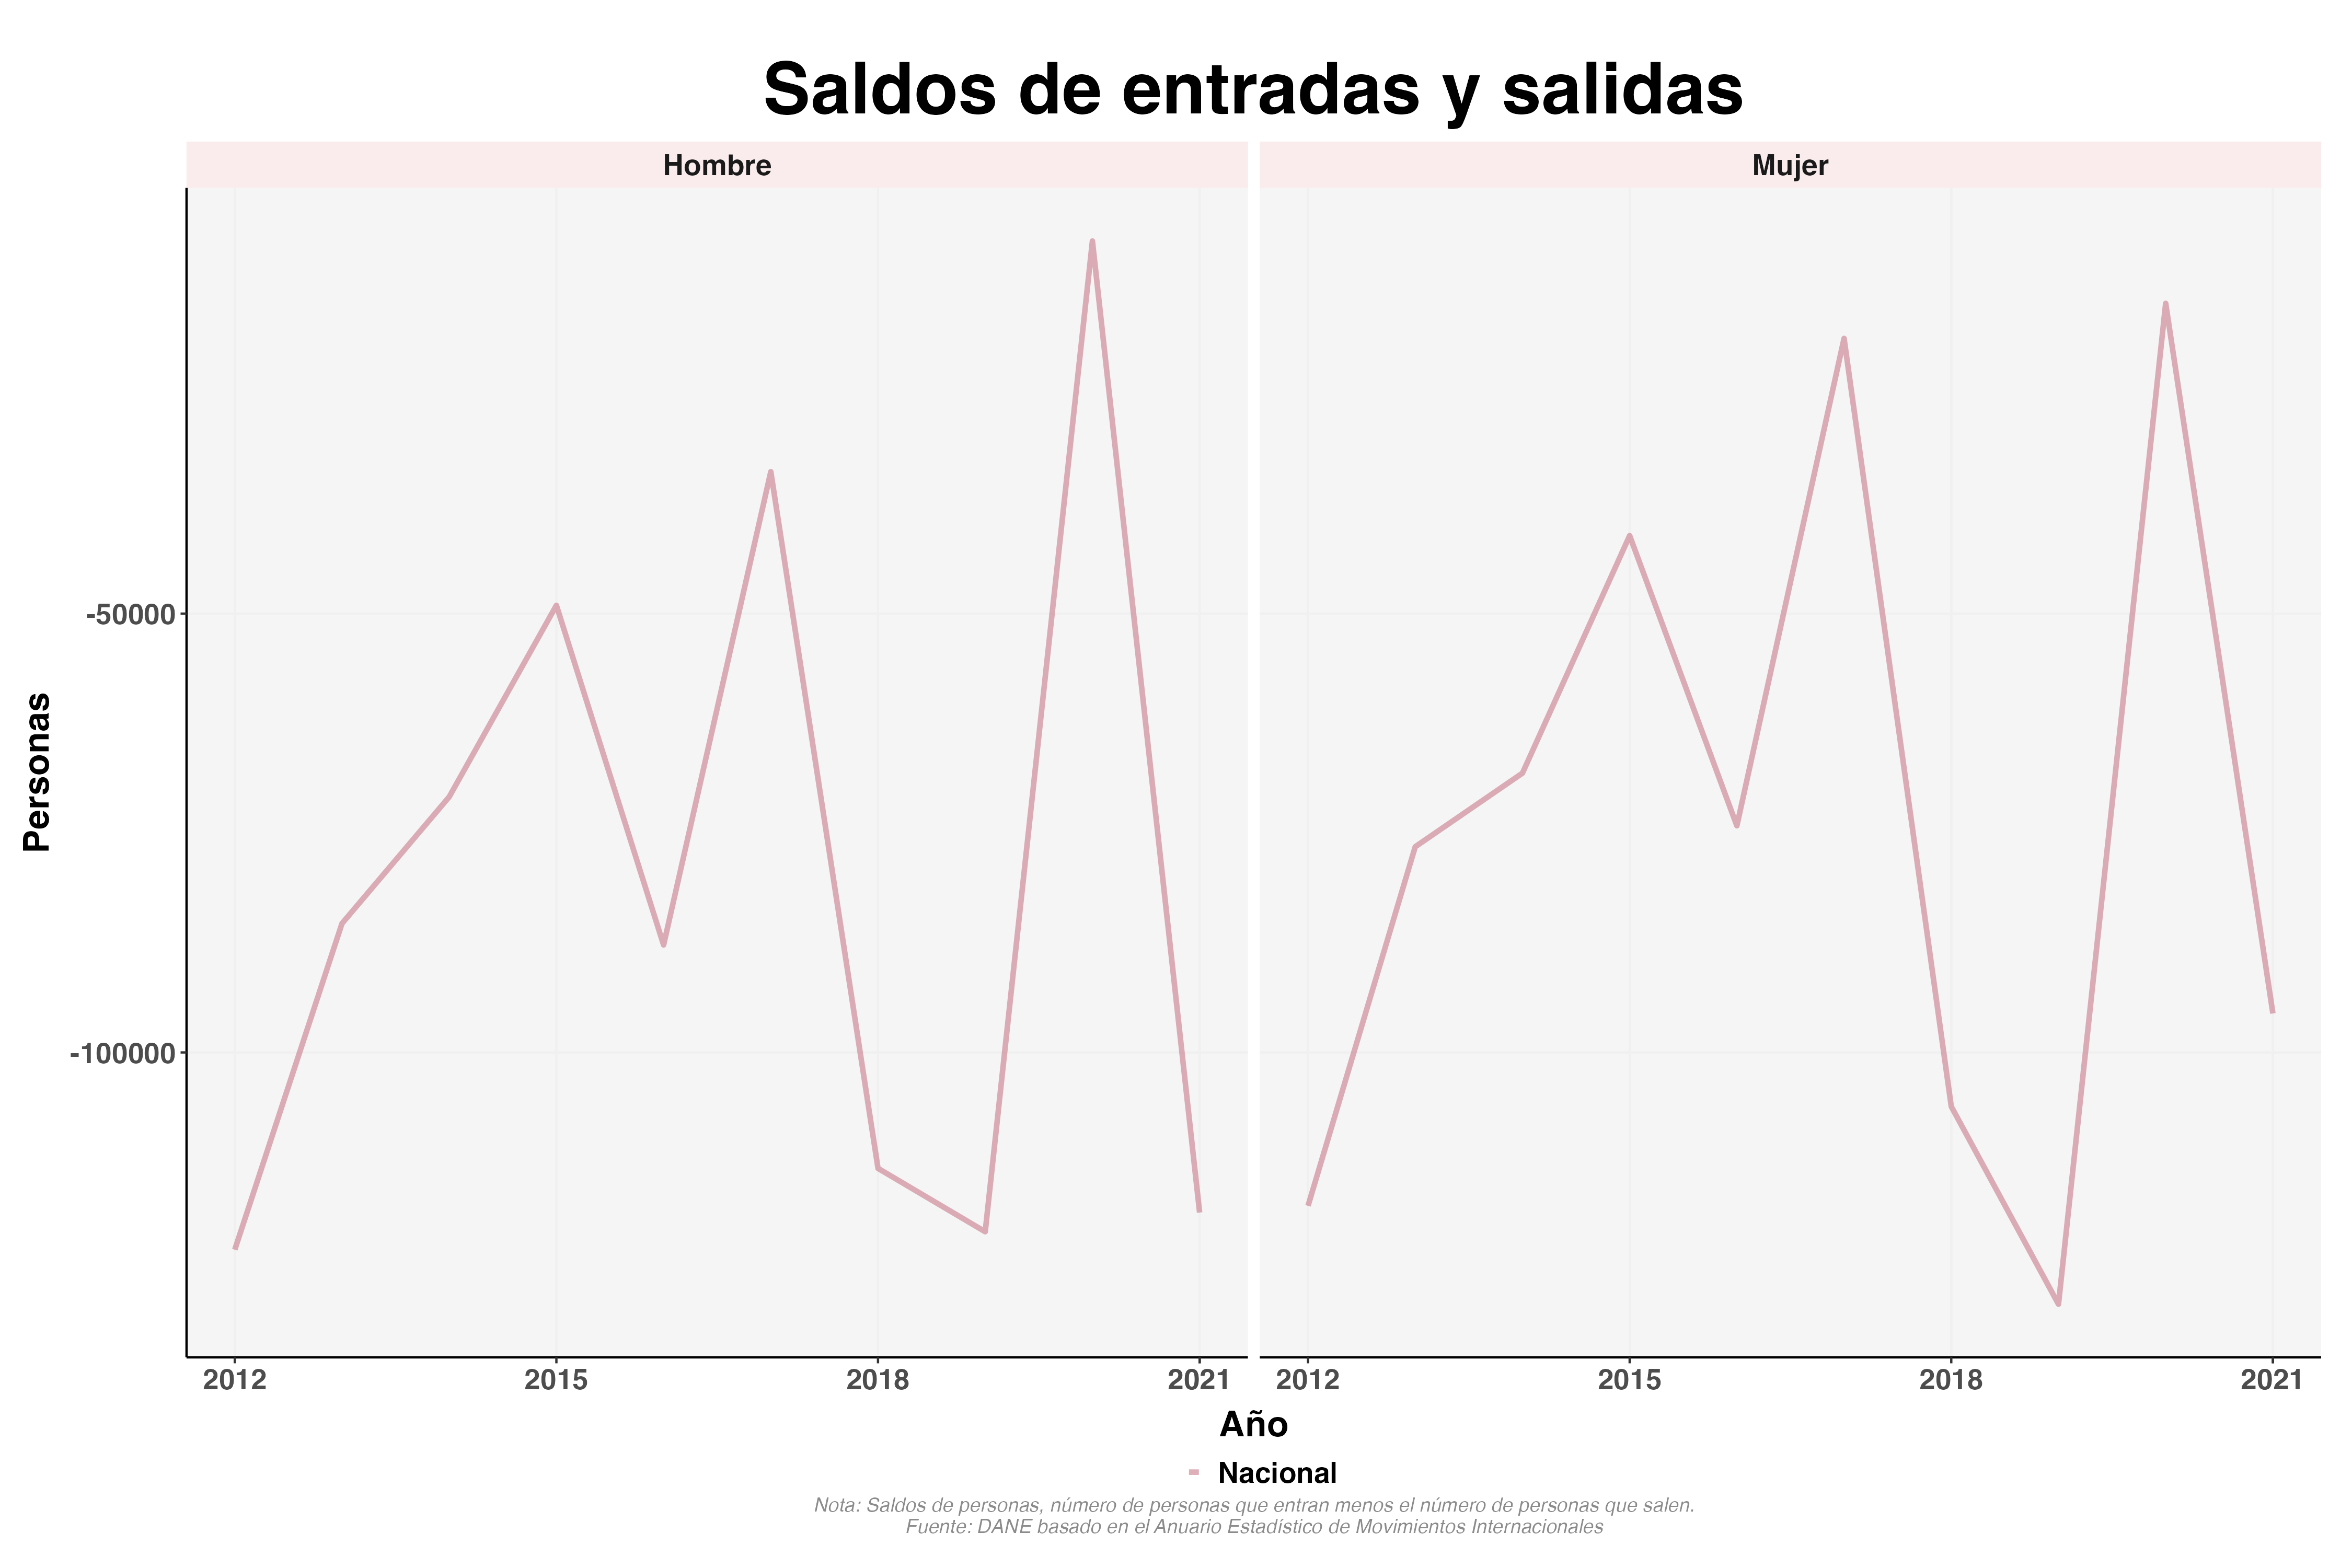 Saldos de entradas y salidas
Hombre
Mujer
-50000
-100000
Personas
2012
2015
2018
2021
2012
2015
2018
2021
Año
Nacional
Nota: Saldos de personas, número de personas que entran menos el número de personas que salen.
Fuente: DANE basado en el Anuario Estadístico de Movimientos Internacionales